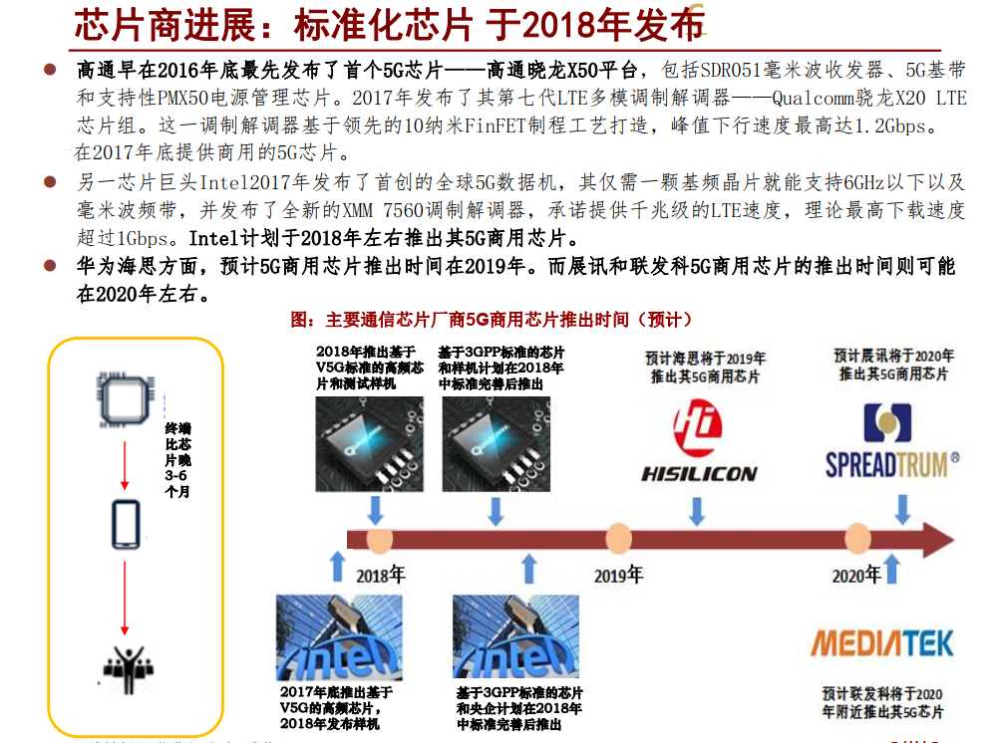 芯片商进展：标准化芯片 于2018年发布
高通早在2016年底最先发布了首个5G芯片——高通晓龙X50平台，包括SDR051毫米波收发器、5G基带
和支持性PMX50电源管理芯片。2017年发布了其第七代LTE多模调制解调器——Qualcomm骁龙X20 LTE
芯片组。这一调制解调器基于领先的10纳米FinFET制程工艺打造，峰值下行速度最高达1.2Gbps。
在2017年底提供商用的5G芯片。
另一芯片巨头Intel2017年发布了首创的全球5G数据机，其仅需一颗基频晶片就能支持6GHz以下以及
毫米波频带，并发布了全新的XMM 7560调制解调器，承诺提供千兆级的LTE速度，理论最高下载速度
超过1Gbps。Intel计划于2018年左右推出其5G商用芯片。
华为海思方面，预计5G商用芯片推出时间在2019年。而展讯和联发科5G商用芯片的推出时间则可能
在2020年左右。
图：主要通信芯片厂商5G商用芯片推出时间（预计）
终端
比芯
片晚
3-6
个月
2018年推出基于
V5G标准的高频芯
片和测试样机
基于3GPP标准的芯片
和样机计划在2018年
中标准完善后推出
预计海思将于2019年
推出其5G商用芯片
预计展讯将于2020年
推出其5G商用芯片
QUALCOMM
QUALCOMM
Hi
HISILICON
SPREADTRUM®
2018年
2019年
2020年
intel
intel
MEDIATEK
2017年底推出基于
V5G的高频芯片，
2018年发布样机
基于3GPP标准的芯片
和央企计划在2018年
中标准完善后推出
预计联发科将于2020
年附近推出其5G芯片